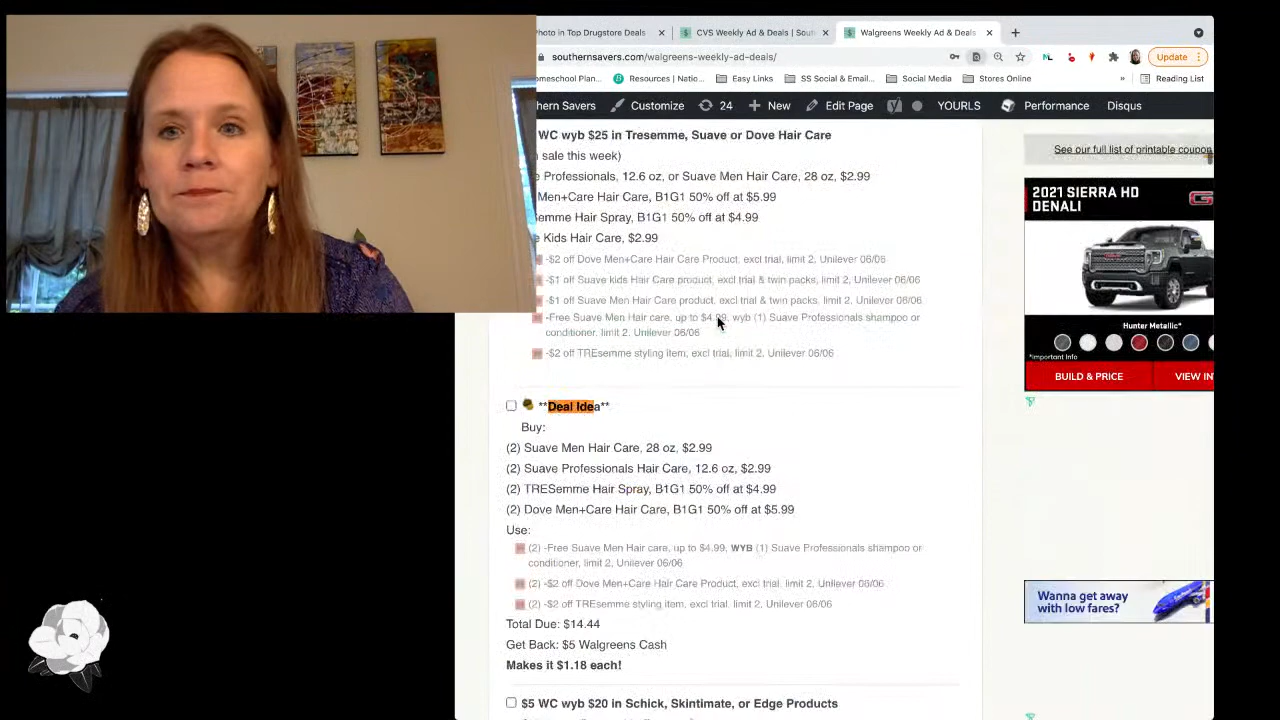 hoto in Top Drugstore Deals
CVS Weekly Ad & Deals | Sout
Walgreens Weekly Ad & Deals
southernsavers.com/walgreens-weekly-ad-deals/
Update
omeschool Plan...
Resources | Natio...
Easy Links
SS Social & Email...
Social Media
Stores Online
»
Reading List
hern Savers
Customize
24
New
Edit Page
YOURLS
Performance
Disqus
WC wyb $25 in Tresemme, Suave or Dove Hair Care
sale this week)
e Professionals, 12.6 oz, or Suave Men Hair Care, 28 oz, $2.99
Men+Care Hair Care, B1G1 50% off at $5.99
emme Hair Spray, B1G1 50% off at $4.99
e Kids Hair Care, $2.99
-$2 off Dove Men+Care Hair Care Product, excl trial, limit 2, Unilever 06/06
-$1 off Suave kids Hair Care product, excl trial & twin packs, limit 2, Unilever 06/06
-$1 off Suave Men Hair Care product, excl trial & twin packs, limit 2, Unilever 06/06
-Free Suave Men Hair care, up to $4.99, wyb (1) Suave Professionals shampoo or
conditioner, limit 2, Unilever 06/06
-$2 off TREsemme styling item, excl trial, limit 2, Unilever 06/06
**Deal Idea**
Buy:
(2) Suave Men Hair Care, 28 oz, $2.99
(2) Suave Professionals Hair Care, 12.6 oz, $2.99
(2) TRESemme Hair Spray, B1G1 50% off at $4.99
(2) Dove Men+Care Hair Care, B1G1 50% off at $5.99
Use:
(2) -Free Suave Men Hair care, up to $4.99, WYB (1) Suave Professionals shampoo or
conditioner, limit 2, Unilever 06/06
(2) -$2 off Dove Men+Care Hair Care Product, excl trial, limit 2, Unilever 06/06
(2) -$2 off TREsemme styling item, excl trial, limit 2, Unilever 06/06
Total Due: $14.44
Get Back: $5 Walgreens Cash
Makes it $1.18 each!
$5 WC wyb $20 in Schick, Skintimate, or Edge Products
See our full list of printable coupon
2021 SIERRA HD
DENALI
Hunter Metallic*
*Important Info
BUILD & PRICE
VIEW IN
Wanna get away
with low fares?